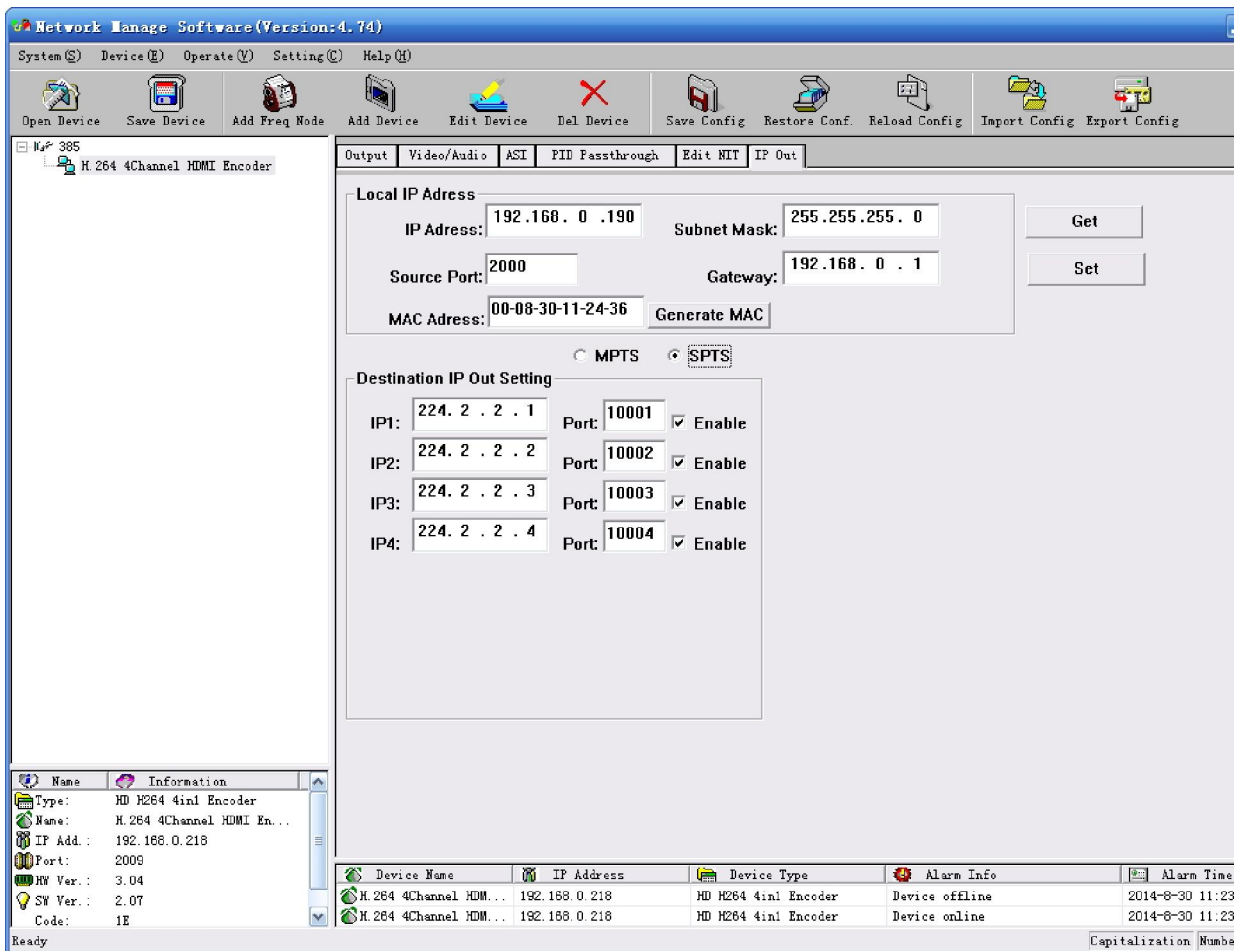 Network Manage Software(Version:4.74)
System(S) Device(E) Operate(V) Setting(C) Help(H)
Open Device Save Device Add Freq Node Add Device Edit Device Del Device Save Config Restore Conf. Reload Config Import Config Export Config
385
H.264 4Channel HDMI Encoder
Output Video/Audio ASI PID Passthrough Edit NIT IP Out
Local IP Adress
IP Adress: 192.168. 0 .190 Subnet Mask: 255.255.255. 0 Get
Source Port: 2000 Gateway: 192.168. 0 . 1 Set
MAC Adress: 00-08-30-11-24-36 Generate MAC
MPTS SPTS
Destination IP Out Setting
IP1: 224. 2 . 2 . 1 Port: 10001 Enable
IP2: 224. 2 . 2 . 2 Port: 10002 Enable
IP3: 224. 2 . 2 . 3 Port: 10003 Enable
IP4: 224. 2 . 2 . 4 Port: 10004 Enable
Name Information
Type: HD H264 4in1 Encoder
Name: H.264 4Channel HDMI En...
IP Add.: 192.168.0.218
Port: 2009
HW Ver.: 3.04
SW Ver.: 2.07
Code: 1E
Device Name IP Address Device Type Alarm Info Alarm Time
H.264 4Channel HDM... 192.168.0.218 HD H264 4in1 Encoder Device offline 2014-8-30 11:23
H.264 4Channel HDM... 192.168.0.218 HD H264 4in1 Encoder Device online 2014-8-30 11:23
Ready Capitalization Numbe